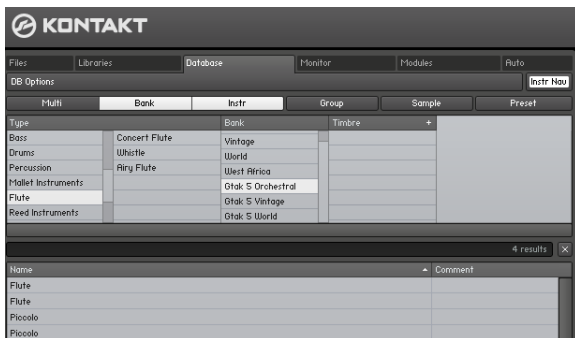 KONTAKT
Files Libraries Database Monitor Modules Auto
DB Options Instr Nav
Multi Bank Instr Group Sample Preset
Type Bank Timbre +
Bass Concert Flute Vintage
Drums Whistle World
Percussion Airy Flute West Africa
Mallet Instruments Gtak 5 Orchestral
Flute Gtak 5 Vintage
Reed Instruments Gtak 5 World
4 results ×
Name Comment
Flute
Flute
Piccolo
Piccolo